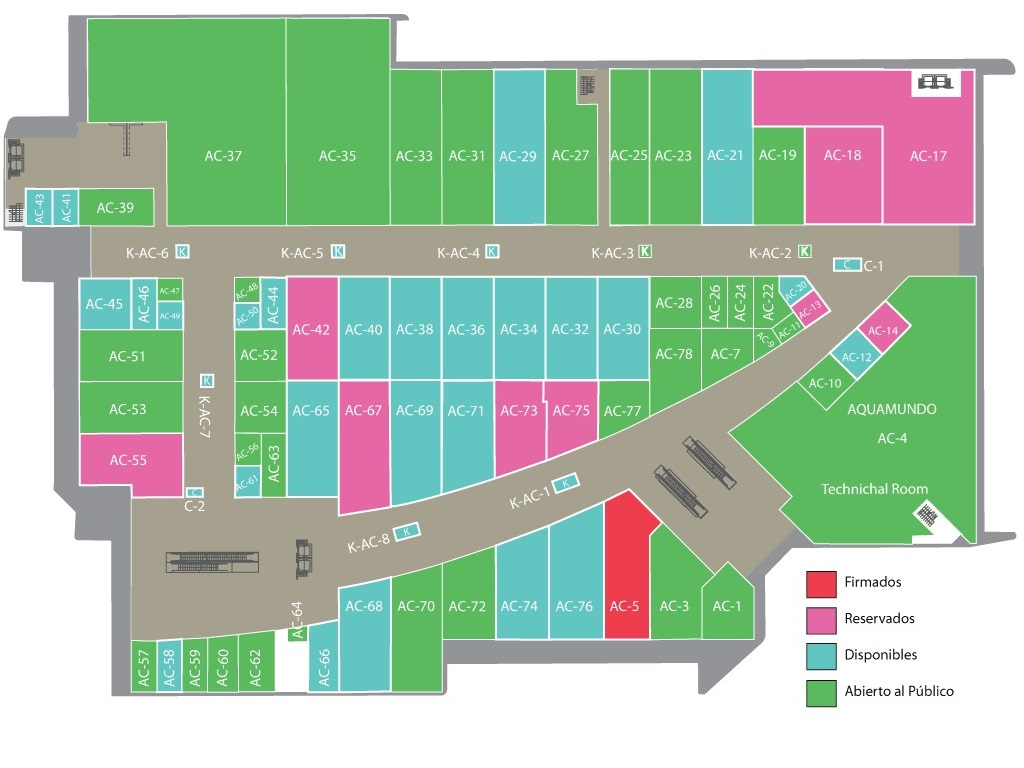 AC-37
AC-35
AC-33
AC-31
AC-29
AC-27
AC-25
AC-23
AC-21
AC-19
AC-18
AC-17
AC-43
AC-41
AC-39
K-AC-6 K
K-AC-5 K
K-AC-4 K
K-AC-3 K
K-AC-2 K
C C-1
AC-45
AC-46
AC-47
AC-49
AC-48
AC-50
AC-44
AC-42
AC-40
AC-38
AC-36
AC-34
AC-32
AC-30
AC-28
AC-26
AC-24
AC-22
AC-20
AC-13
AC-11
AC-9
AC-14
AC-12
AC-10
AC-51
AC-52
AC-78
AC-7
K
K-AC-7
AC-53
AC-54
AC-65
AC-67
AC-69
AC-71
AC-73
AC-75
AC-77
AQUAMUNDO
AC-4
Technichal Room
AC-55
AC-56
AC-61
AC-63
C
C-2
K-AC-1 K
K-AC-8 K
AC-57
AC-58
AC-59
AC-60
AC-62
AC-64
AC-66
AC-68
AC-70
AC-72
AC-74
AC-76
AC-5
AC-3
AC-1
Firmados
Reservados
Disponibles
Abierto al Público